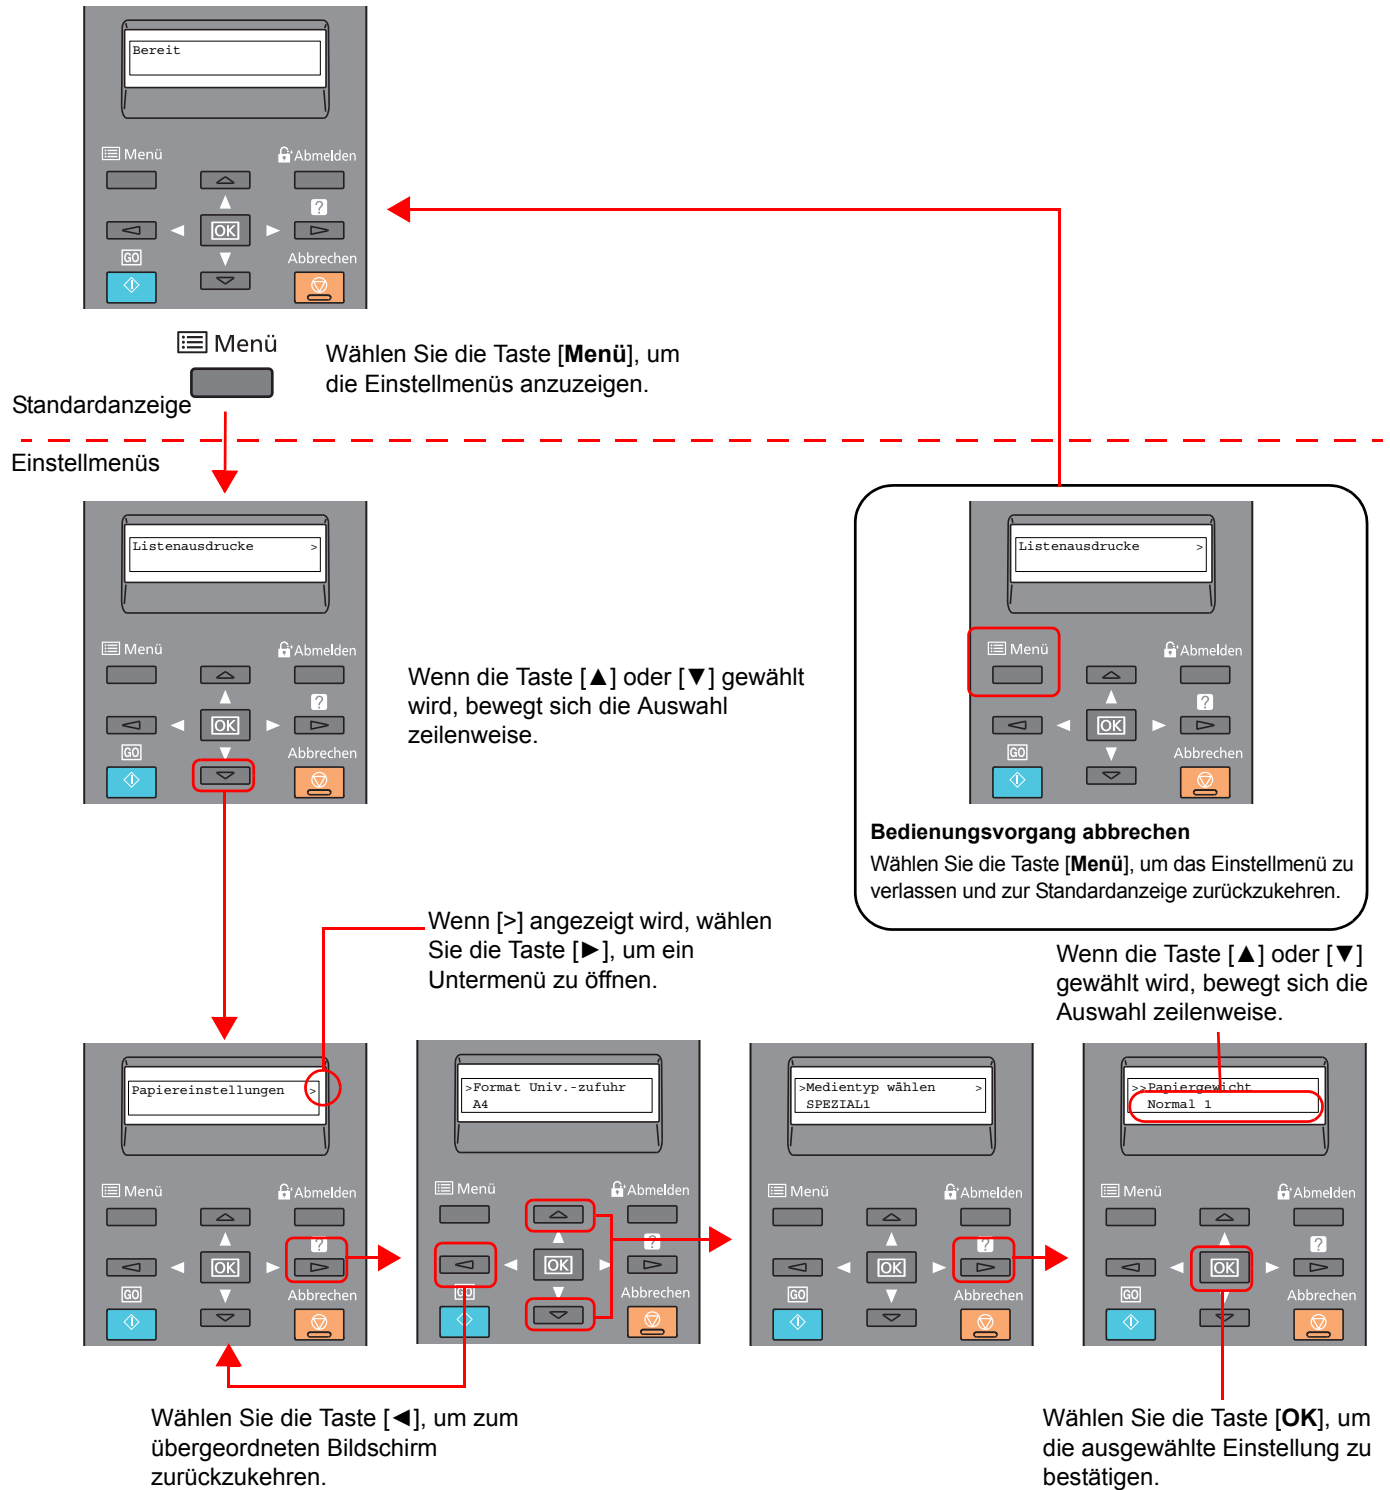 Bereit
Menü
Abmelden
?
OK
GO
Abbrechen
Menü
Wählen Sie die Taste [Menü], um
die Einstellmenüs anzuzeigen.
Standardanzeige
Einstellmenüs
Listenausdrucke >
Menü
Abmelden
?
OK
GO
Abbrechen
Wenn die Taste [▲] oder [▼] gewählt
wird, bewegt sich die Auswahl
zeilenweise.
Listenausdrucke >
Menü
Abmelden
?
OK
GO
Abbrechen
Bedienungsvorgang abbrechen
Wählen Sie die Taste [Menü], um das Einstellmenü zu
verlassen und zur Standardanzeige zurückzukehren.
Wenn [>] angezeigt wird, wählen
Sie die Taste [►], um ein
Untermenü zu öffnen.
Wenn die Taste [▲] oder [▼]
gewählt wird, bewegt sich die
Auswahl zeilenweise.
Papiereinstellungen >
Menü
Abmelden
?
OK
GO
Abbrechen
>Format Univ.-zufuhr
A4
Menü
Abmelden
?
OK
GO
Abbrechen
>Medientyp wählen >
SPEZIAL1
Menü
Abmelden
?
OK
GO
Abbrechen
>>Papiergewicht
Normal 1
Menü
Abmelden
?
OK
GO
Abbrechen
Wählen Sie die Taste [◄], um zum
übergeordneten Bildschirm
zurückzukehren.
Wählen Sie die Taste [OK], um
die ausgewählte Einstellung zu
bestätigen.